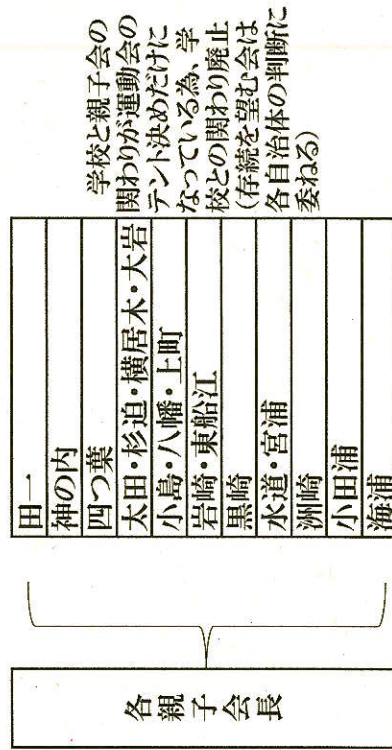 各親子会長
田一
神の内
四つ葉
太田・杉迫・横居木・大岩
小島・八幡・上町
岩崎・東船江
黒崎
水道・宮浦
洲崎
小田浦
海浦
学校と親子会の
関わりが運動会の
テント決めだけに
なっている為、学
校との関わり廃止
(存続を望む会は
各自治体の判断に
委ねる)